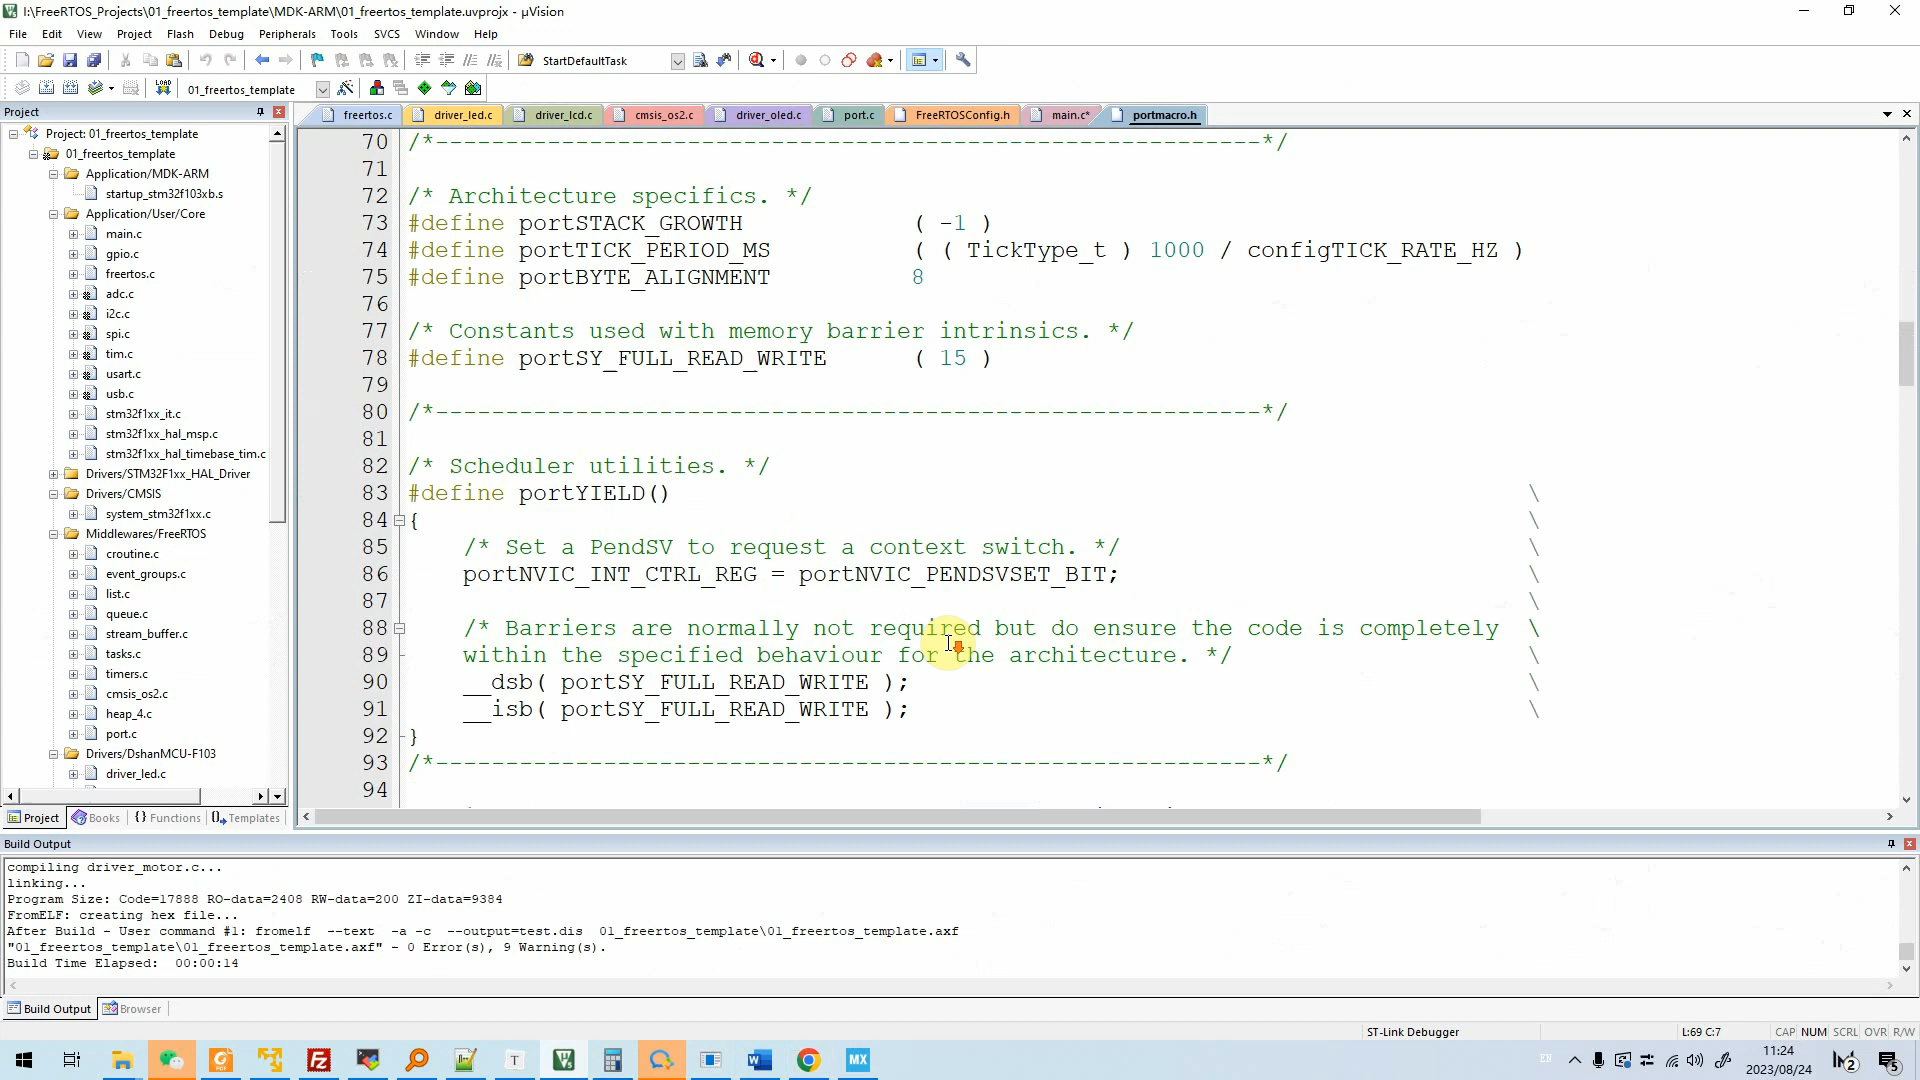 I:\FreeRTOS_Projects\01_freertos_template\MDK-ARM\01_freertos_template.uvprojx - µVision
File Edit View Project Flash Debug Peripherals Tools SVCS Window Help
StartDefaultTask
LOAD 01_freertos_template
Project
Project: 01_freertos_template
01_freertos_template
Application/MDK-ARM
startup_stm32f103xb.s
Application/User/Core
main.c
gpio.c
freertos.c
adc.c
i2c.c
spi.c
tim.c
usart.c
usb.c
stm32f1xx_it.c
stm32f1xx_hal_msp.c
stm32f1xx_hal_timebase_tim.c
Drivers/STM32F1xx_HAL_Driver
Drivers/CMSIS
system_stm32f1xx.c
Middlewares/FreeRTOS
croutine.c
event_groups.c
list.c
queue.c
stream_buffer.c
tasks.c
timers.c
cmsis_os2.c
heap_4.c
port.c
Drivers/DshanMCU-F103
driver_led.c
Project Books Functions Templates
freertos.c driver_led.c driver_lcd.c cmsis_os2.c driver_oled.c port.c FreeRTOSConfig.h main.c* portmacro.h
70 /*-----------------------------------------------------------*/
71
72 /* Architecture specifics. */
73 #define portSTACK_GROWTH ( -1 )
74 #define portTICK_PERIOD_MS ( ( TickType_t ) 1000 / configTICK_RATE_HZ )
75 #define portBYTE_ALIGNMENT 8
76
77 /* Constants used with memory barrier intrinsics. */
78 #define portSY_FULL_READ_WRITE ( 15 )
79
80 /*-----------------------------------------------------------*/
81
82 /* Scheduler utilities. */
83 #define portYIELD() \
84 { \
85 /* Set a PendSV to request a context switch. */ \
86 portNVIC_INT_CTRL_REG = portNVIC_PENDSVSET_BIT; \
87 \
88 /* Barriers are normally not required but do ensure the code is completely \
89 within the specified behaviour for the architecture. */ \
90 __dsb( portSY_FULL_READ_WRITE ); \
91 __isb( portSY_FULL_READ_WRITE ); \
92 }
93 /*-----------------------------------------------------------*/
94
Build Output
compiling driver_motor.c...
linking...
Program Size: Code=17888 RO-data=2408 RW-data=200 ZI-data=9384
FromELF: creating hex file...
After Build - User command #1: fromelf --text -a -c --output=test.dis 01_freertos_template\01_freertos_template.axf
"01_freertos_template\01_freertos_template.axf" - 0 Error(s), 9 Warning(s).
Build Time Elapsed: 00:00:14
Build Output Browser
ST-Link Debugger L:69 C:7 CAP NUM SCRL OVR R/W
MX
EN
11:24
2023/08/24
2
5